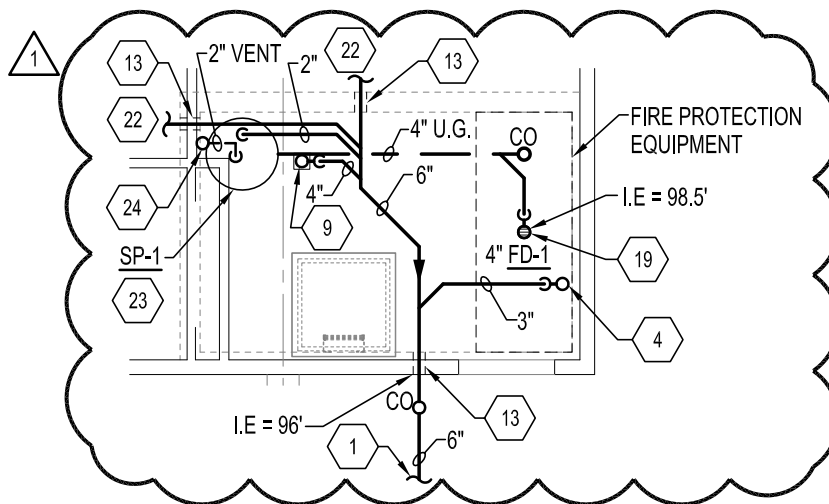 1
13
2" VENT
2"
22
13
22
4" U.G.
CO
FIRE PROTECTION
EQUIPMENT
4"
6"
I.E = 98.5'
24
9
SP-1
4" FD-1
19
23
3"
4
I.E = 96'
CO
13
1
6"